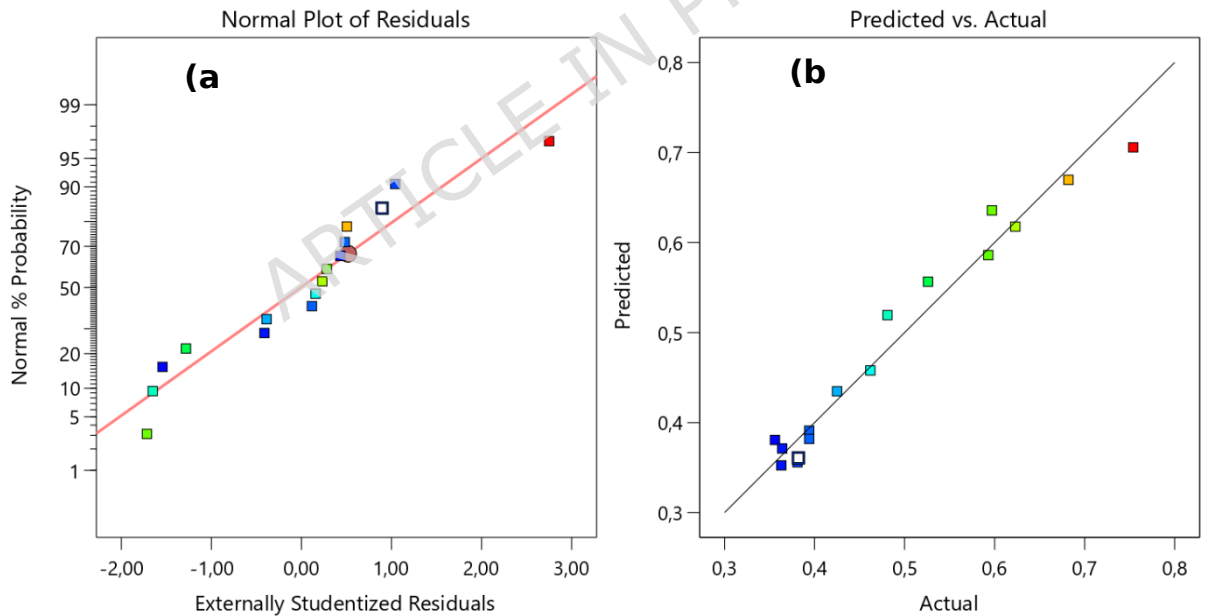 Normal Plot of Residuals
(a)
99
95
90
70
50
20
10
5
1
Normal % Probability
-2,00 -1,00 0,00 1,00 2,00 3,00
Externally Studentized Residuals
Predicted vs. Actual
(b)
0,8
0,7
0,6
0,5
0,4
0,3
Predicted
0,3 0,4 0,5 0,6 0,7 0,8
Actual
ARTICLE IN